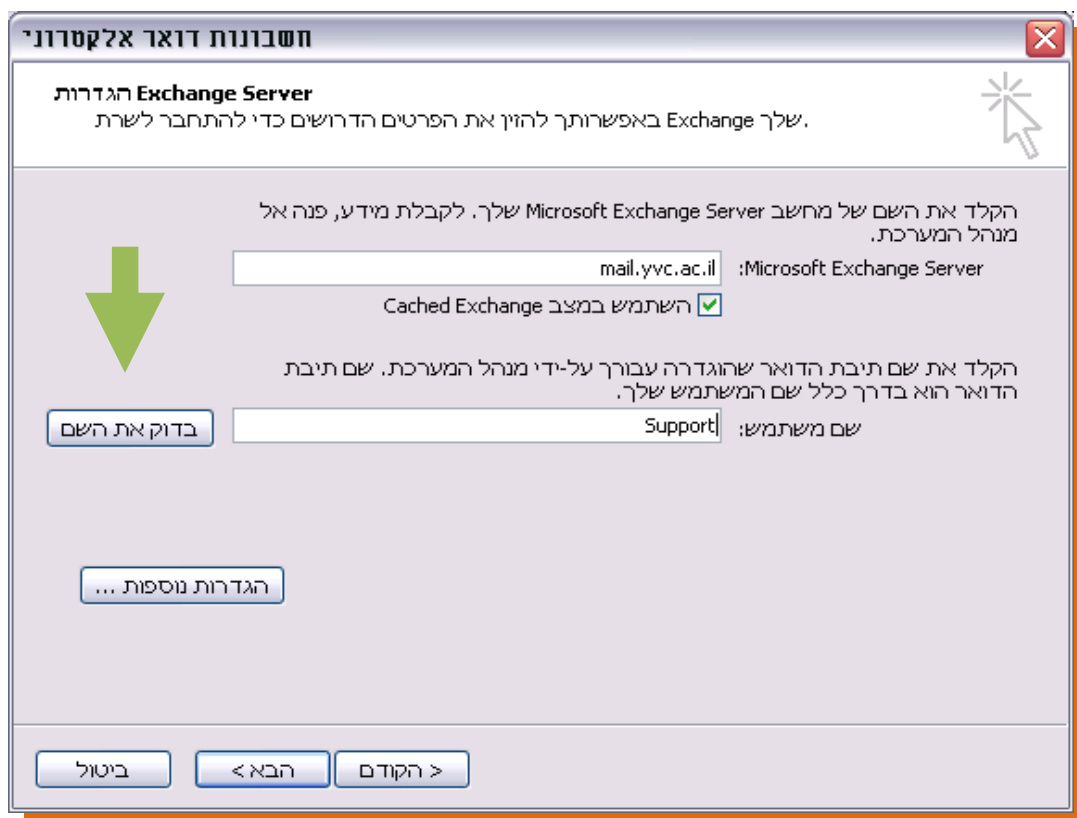 חשבונות דואר אלקטרוני
הגדרות Exchange Server
באפשרותך להזין את הפרטים הדרושים כדי להתחבר לשרת Exchange שלך.
הקלד את השם של מחשב Microsoft Exchange Server שלך. לקבלת מידע, פנה אל
מנהל המערכת.
Microsoft Exchange Server: mail.yvc.ac.il
השתמש במצב Cached Exchange
הקלד את שם תיבת הדואר שהוגדרה עבורך על-ידי מנהל המערכת. שם תיבת
הדואר הוא בדרך כלל שם המשתמש שלך.
שם משתמש: Support בדוק את השם
הגדרות נוספות ...
< הקודם הבא > ביטול